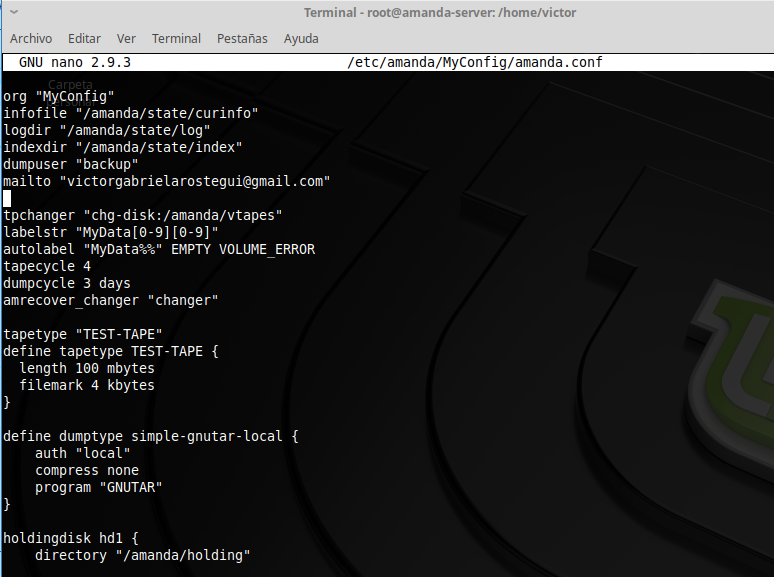 Terminal - root@amanda-server: /home/victor
Archivo Editar Ver Terminal Pestañas Ayuda
GNU nano 2.9.3 /etc/amanda/MyConfig/amanda.conf
Carpeta
Personal
org "MyConfig"
infofile "/amanda/state/curinfo"
logdir "/amanda/state/log"
indexdir "/amanda/state/index"
dumpuser "backup"
mailto "victorgabrielarostegui@gmail.com"
tpchanger "chg-disk:/amanda/vtapes"
labelstr "MyData[0-9][0-9]"
autolabel "MyData%%" EMPTY VOLUME_ERROR
tapecycle 4
dumpcycle 3 days
amrecover_changer "changer"
tapetype "TEST-TAPE"
define tapetype TEST-TAPE {
  length 100 mbytes
  filemark 4 kbytes
}
define dumptype simple-gnutar-local {
    auth "local"
    compress none
    program "GNUTAR"
}
holdingdisk hd1 {
    directory "/amanda/holding"